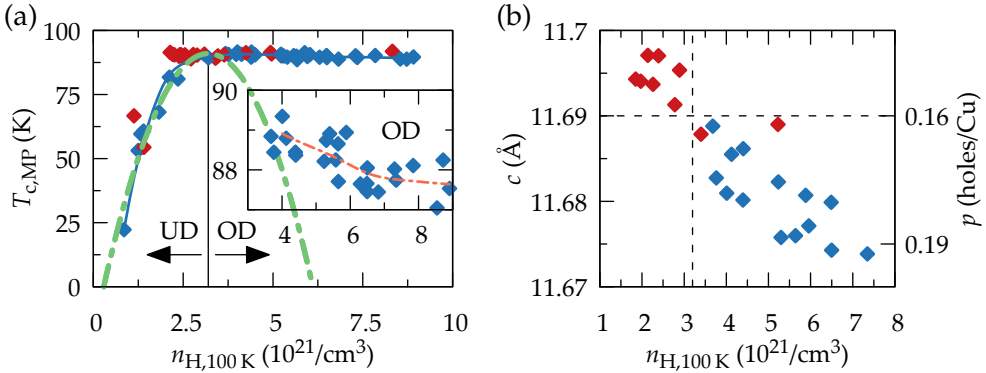 (a)
100
75
50
25
0
T_c,MP (K)
0
2.5
5
7.5
10
n_H,100 K (10^21/cm^3)
UD
OD
90
88
4
6
8
OD
(b)
11.7
11.69
11.68
11.67
c (Å)
0.16
0.19
p (holes/Cu)
1
2
3
4
5
6
7
8
n_H,100 K (10^21/cm^3)